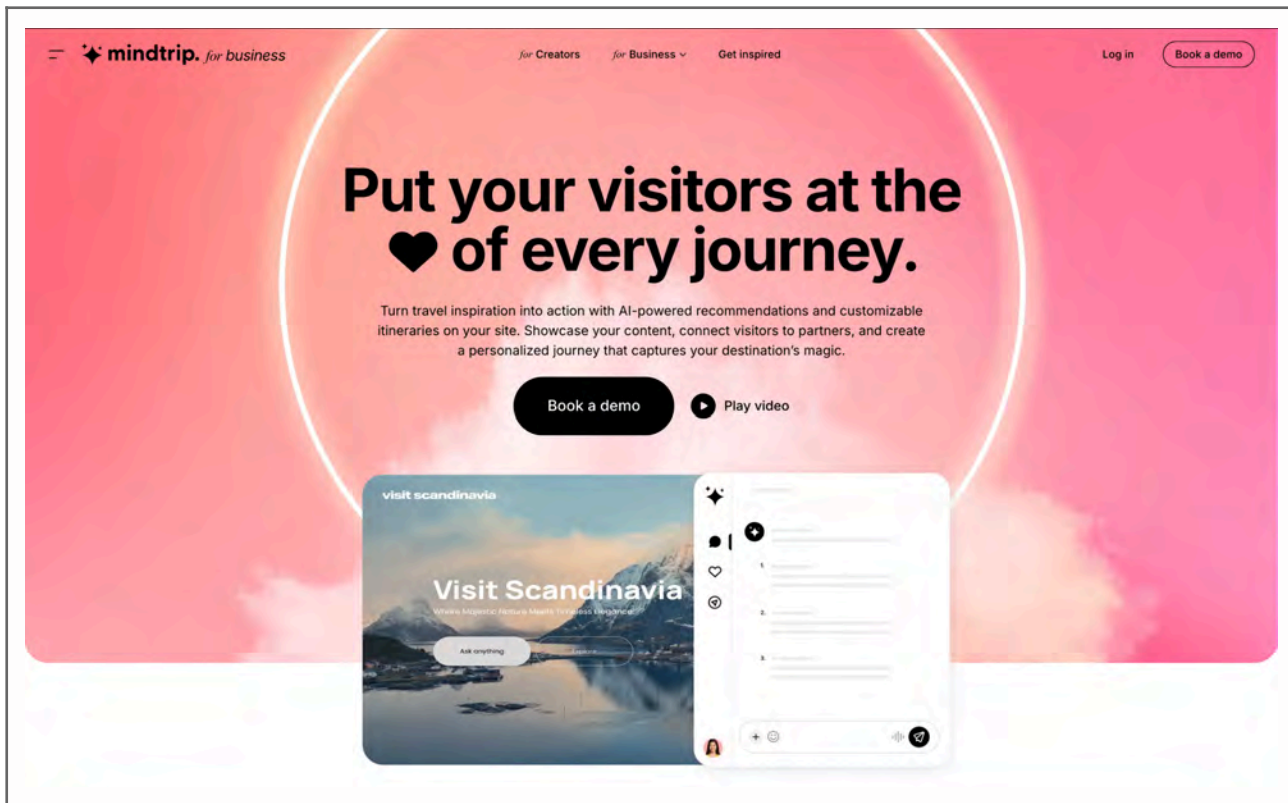 mindtrip. for business
for Creators
for Business
Get inspired
Log in
Book a demo
Put your visitors at the
of every journey.
Turn travel inspiration into action with AI-powered recommendations and customizable
itineraries on your site. Showcase your content, connect visitors to partners, and create
a personalized journey that captures your destination's magic.
Book a demo
Play video
visit scandinavia
Visit Scandinavia
Where Majestic Nature Meets Timeless Elegance
Ask anything
Explore
1.
2.
3.